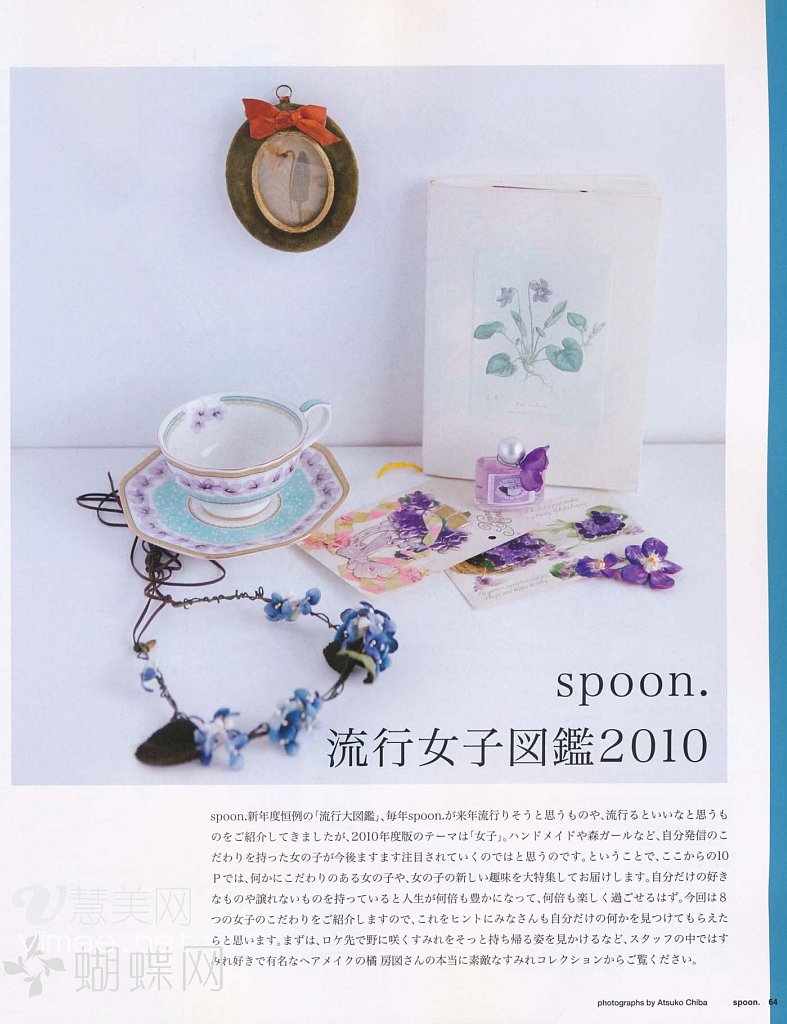 spoon.
流行女子図鑑2010
spoon.新年度恒例の「流行大図鑑」、毎年spoon.が来年流行りそうと思うものや、流行るといいなと思うも
のをご紹介してきましたが、2010年度版のテーマは「女子」。ハンドメイドや森ガールなど、自分発信のこ
だわりを持った女の子が今後ますます注目されていくのではと思うのです。ということで、ここからの10
Pでは、何かにこだわりのある女の子や、女の子の新しい趣味を大特集してお届けします。自分だけの好き
なものや譲れないものを持っていると人生が何倍も豊かになって、何倍も楽しく過ごせるはず。今回は8
つの女子のこだわりをご紹介しますので、これをヒントにみなさんも自分だけの何かを見つけてもらえた
らと思います。まずは、ロケ先で野に咲くすみれをそっと持ち帰る姿を見かけるなど、スタッフの中ではす
みれ好きで有名なヘアメイクの橘 房図さんの本当に素敵なすみれコレクションからご覧ください。
慧美网
vimee.net
蝴蝶网
photographs by Atsuko Chiba spoon. 64